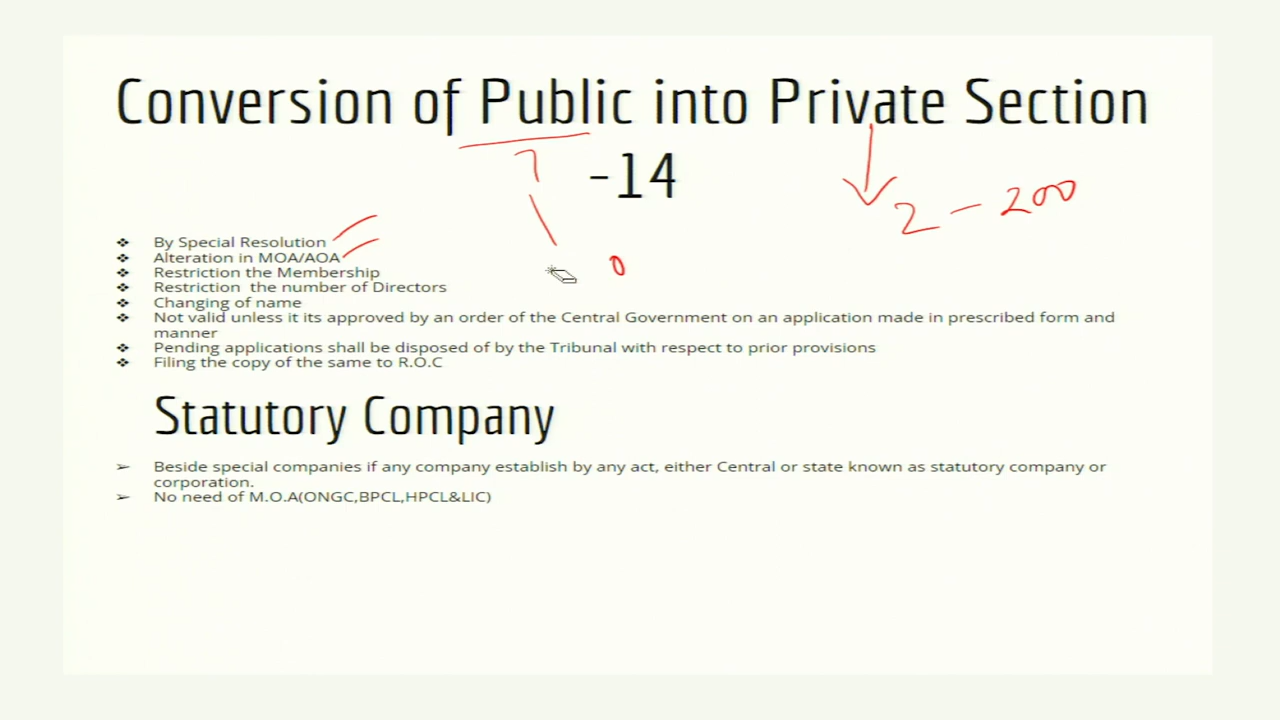 Conversion of Public into Private Section
-14
7
2 - 200
❖ By Special Resolution
❖ Alteration in MOA/AOA
0
❖ Restriction the Membership
❖ Restriction the number of Directors
❖ Changing of name
❖ Not valid unless it its approved by an order of the Central Government on an application made in prescribed form and
manner
❖ Pending applications shall be disposed of by the Tribunal with respect to prior provisions
❖ Filing the copy of the same to R.O.C
Statutory Company
➢ Beside special companies if any company establish by any act, either Central or state known as statutory company or
corporation.
➢ No need of M.O.A(ONGC,BPCL,HPCL&LIC)